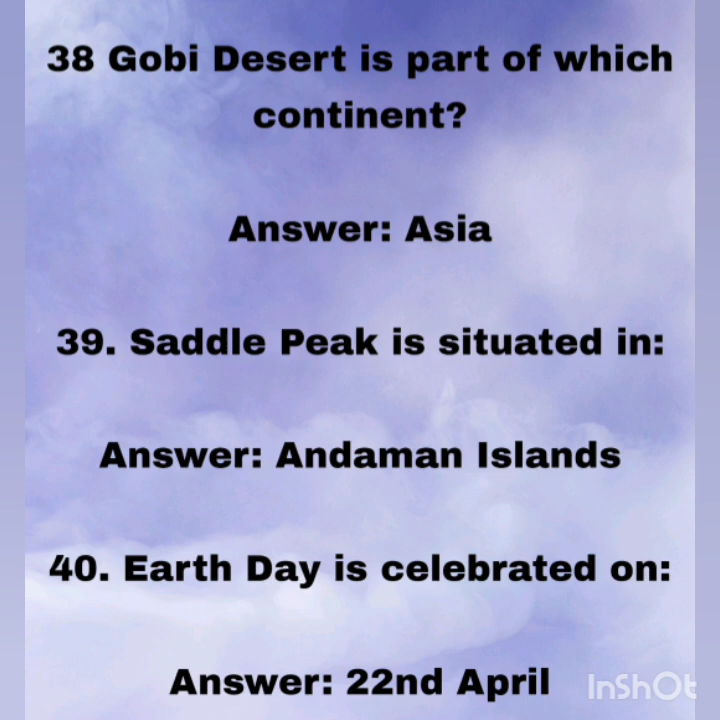 38 Gobi Desert is part of which
continent?
Answer: Asia
39. Saddle Peak is situated in:
Answer: Andaman Islands
40. Earth Day is celebrated on:
Answer: 22nd April
InShOt